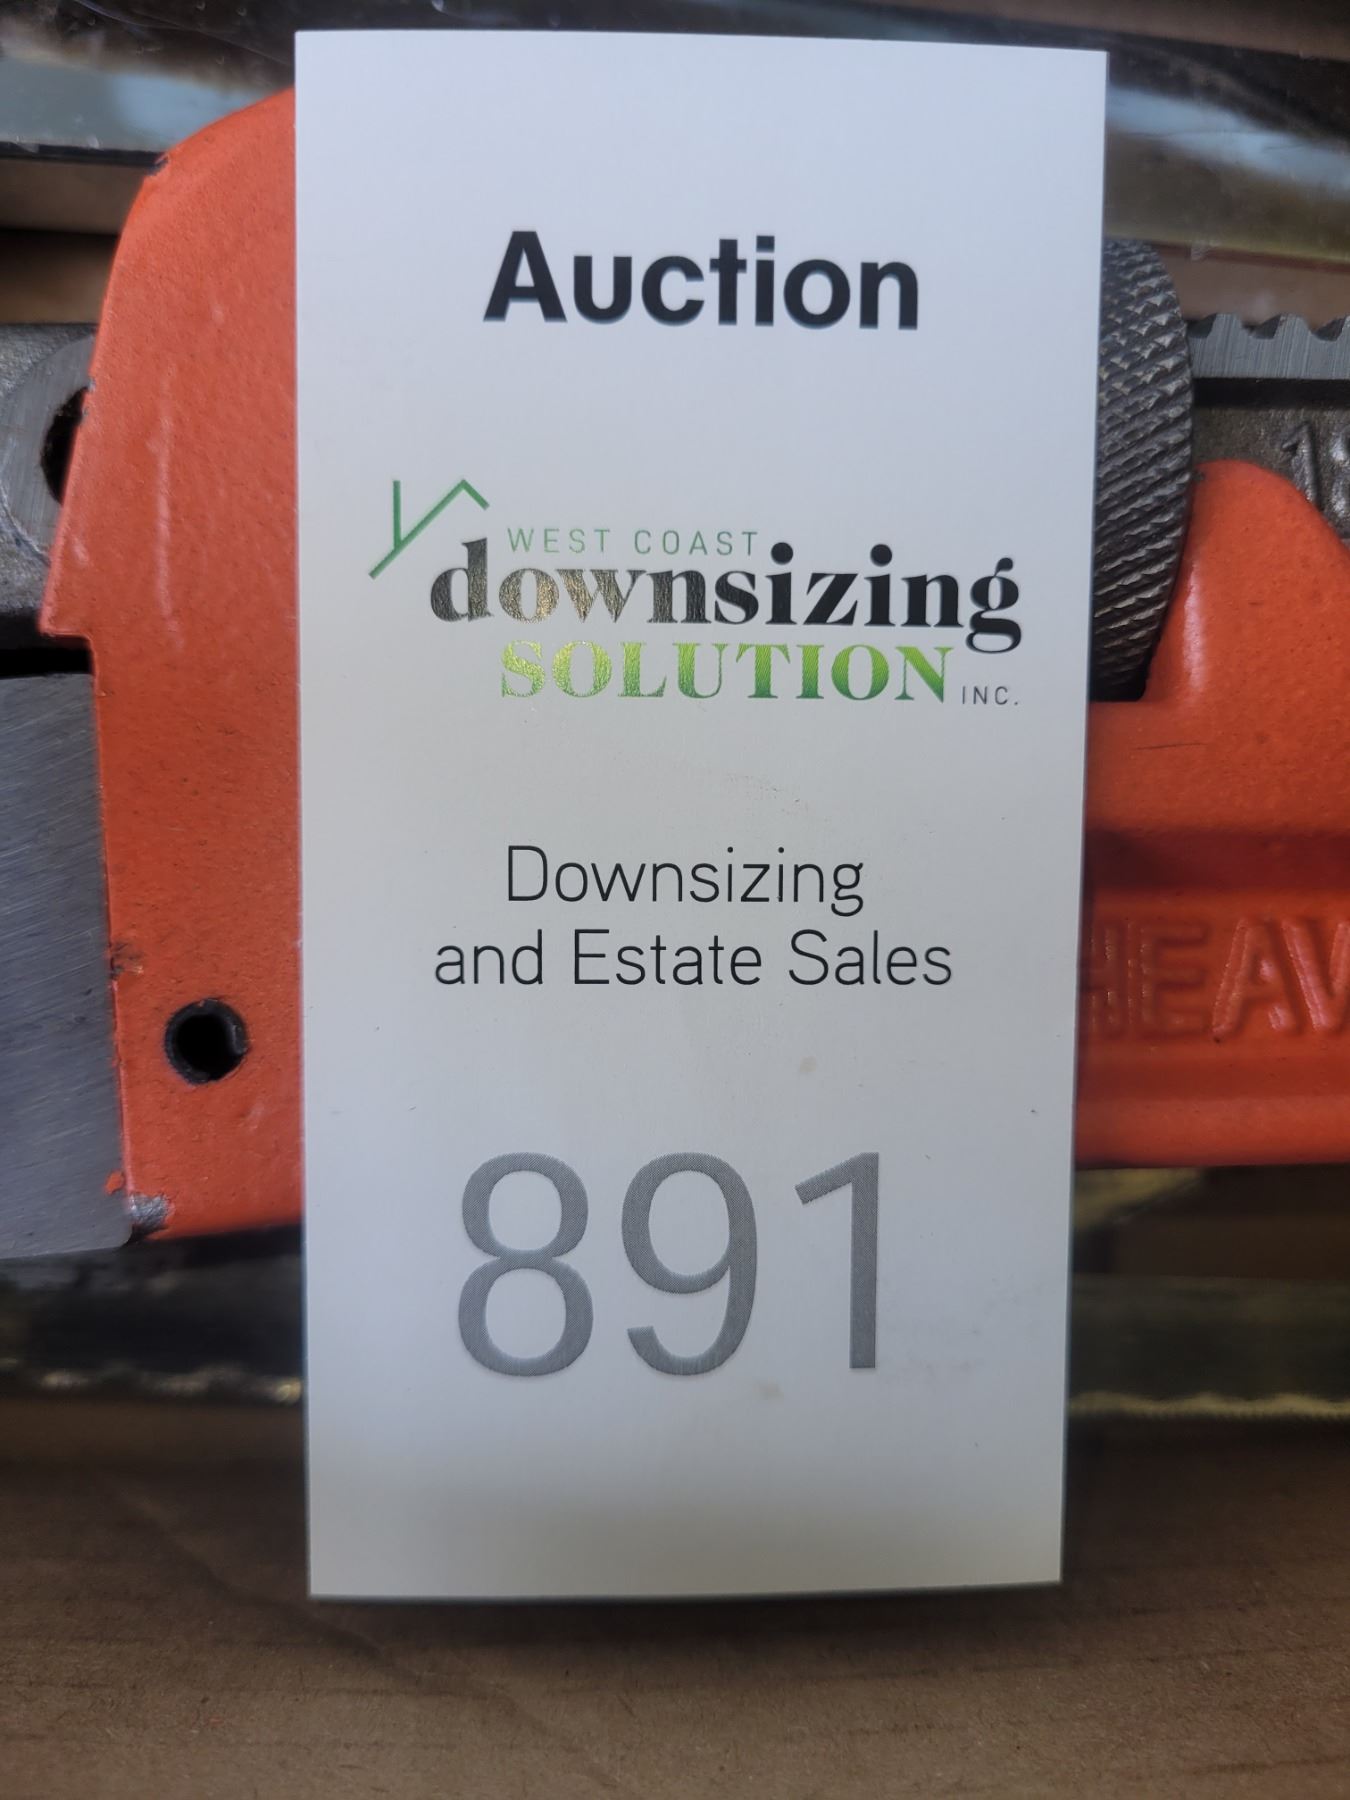 Auction
WEST COAST
downsizing
SOLUTION INC.
Downsizing
and Estate Sales
891